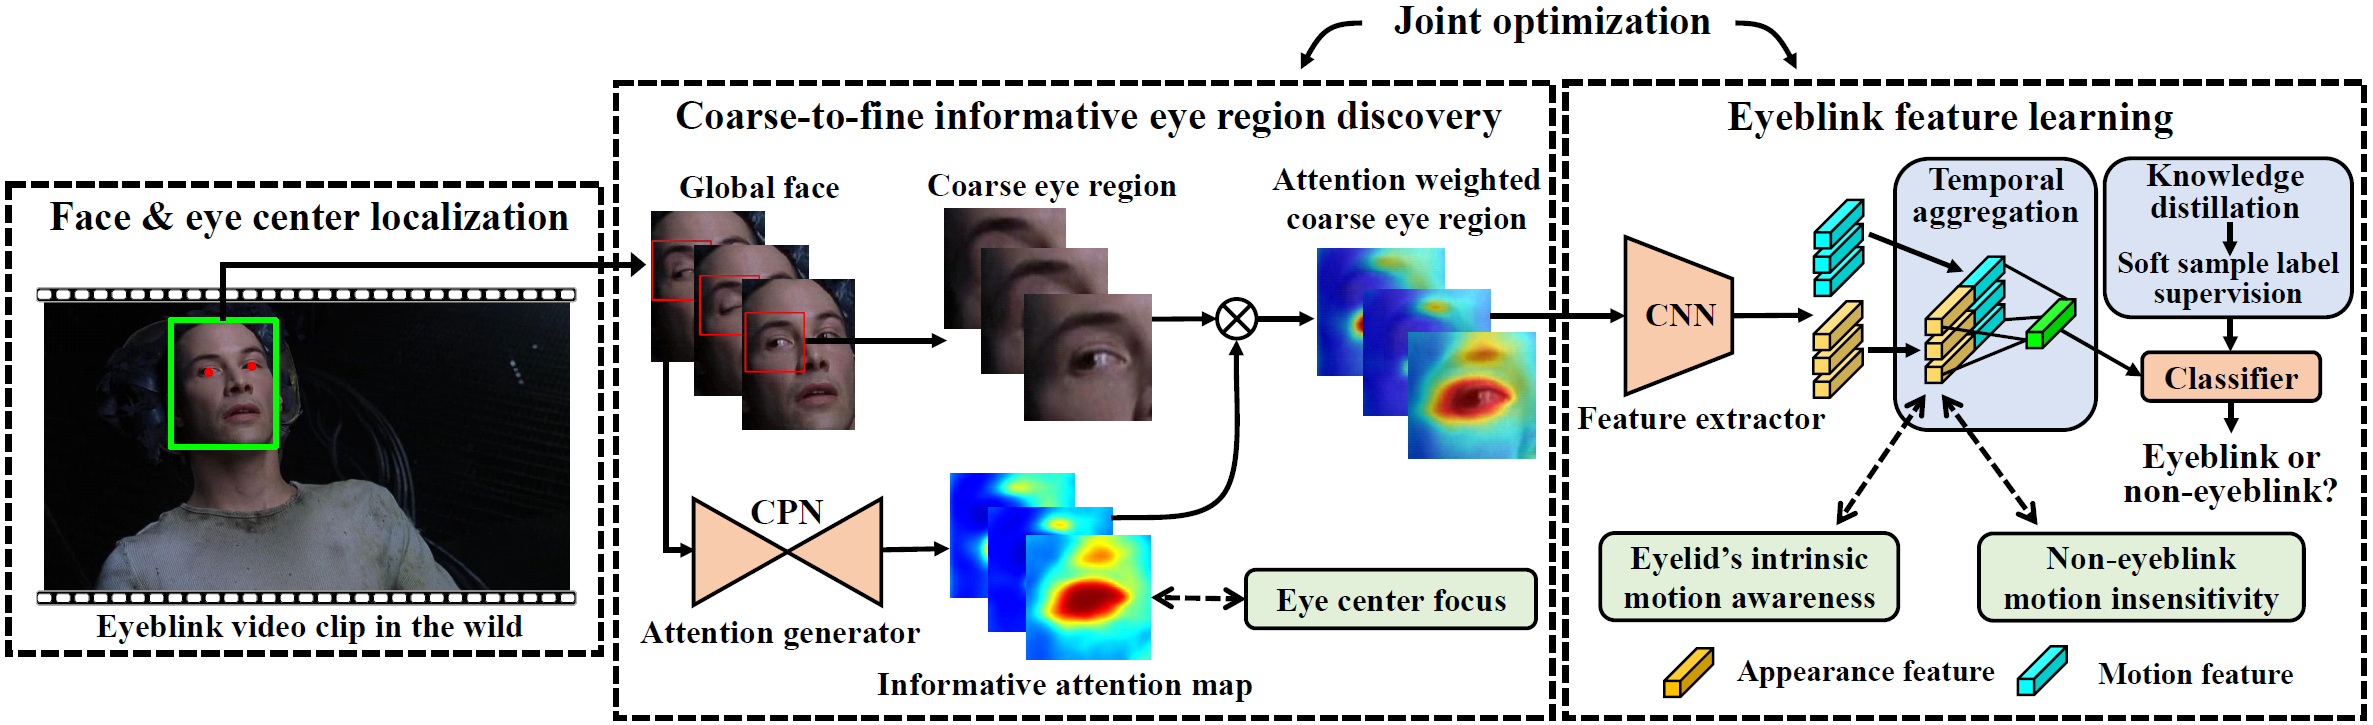 Joint optimization
Face & eye center localization
Eyeblink video clip in the wild
Coarse-to-fine informative eye region discovery
Global face
Coarse eye region
Attention weighted
coarse eye region
CPN
Attention generator
Informative attention map
Eye center focus
Eyeblink feature learning
CNN
Feature extractor
Temporal
aggregation
Knowledge
distillation
Soft sample label
supervision
Classifier
Eyeblink or
non-eyeblink?
Eyelid’s intrinsic
motion awareness
Non-eyeblink
motion insensitivity
Appearance feature
Motion feature